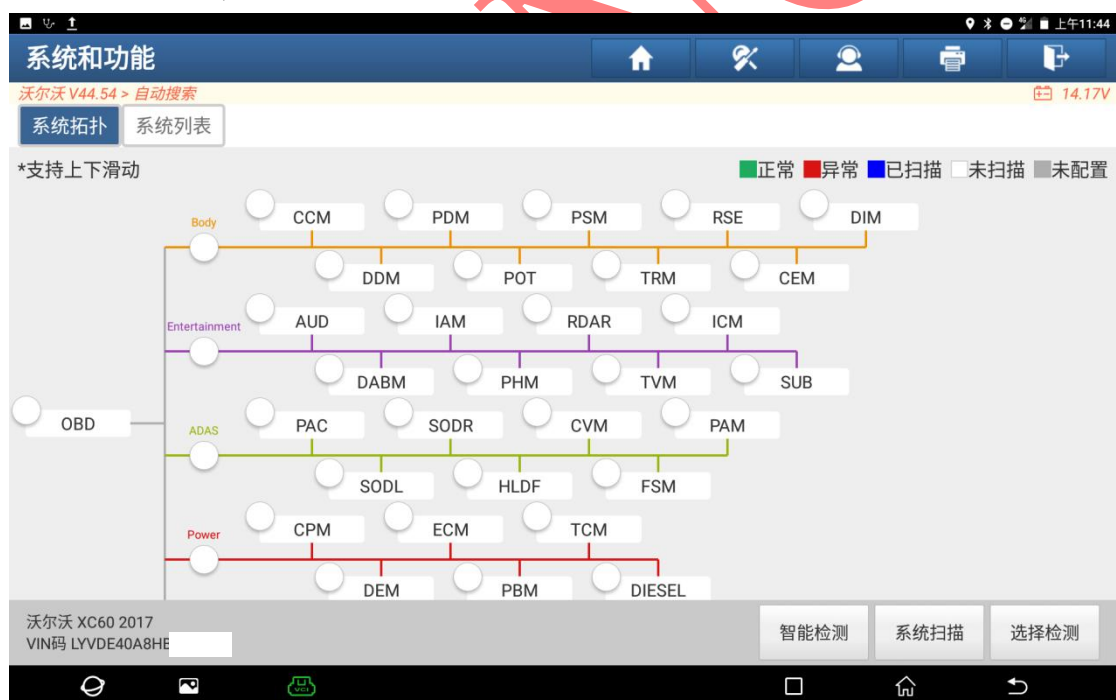 上午11:44
系统和功能
沃尔沃 V44.54 > 自动搜索
14.17V
系统拓扑 系统列表
*支持上下滑动
正常 异常 已扫描 未扫描 未配置
Body
CCM PDM PSM RSE DIM
DDM POT TRM CEM
Entertainment
AUD IAM RDAR ICM
DABM PHM TVM SUB
OBD
ADAS
PAC SODR CVM PAM
SODL HLDF FSM
Power
CPM ECM TCM
DEM PBM DIESEL
沃尔沃 XC60 2017
VIN码 LYVDE40A8HE
智能检测 系统扫描 选择检测
VCI